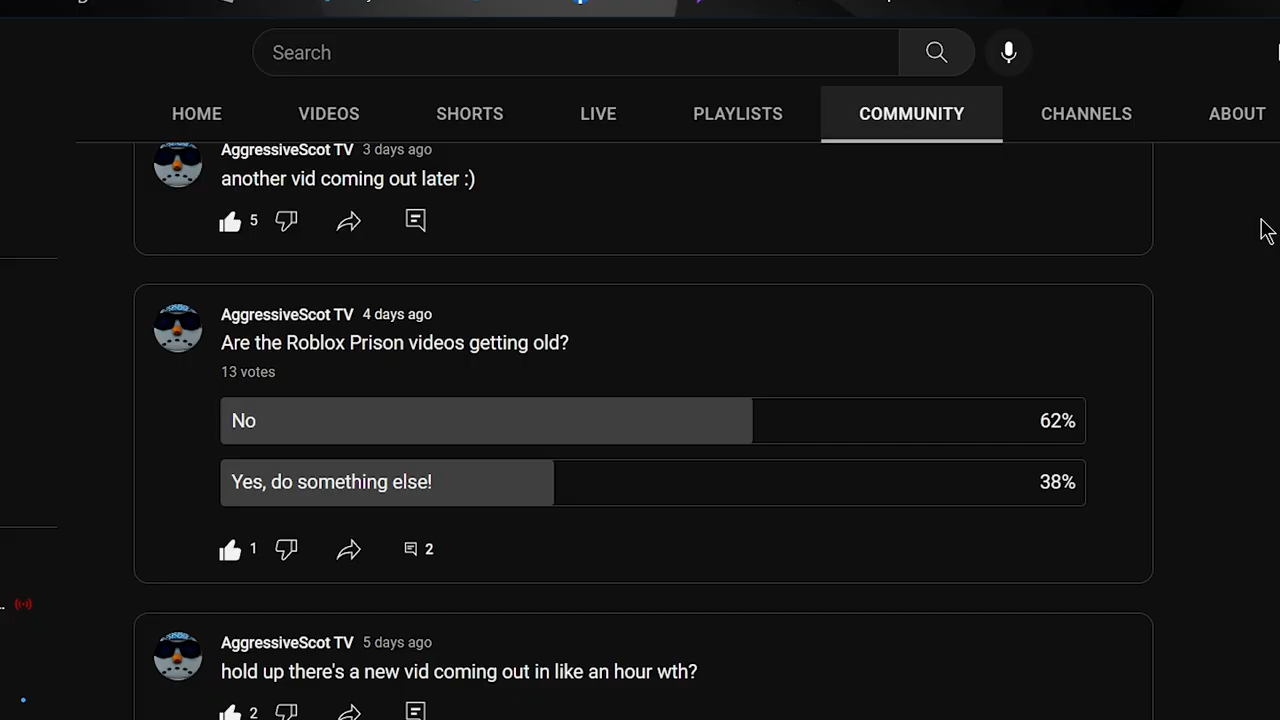 Search
HOME VIDEOS SHORTS LIVE PLAYLISTS COMMUNITY CHANNELS ABOUT
AggressiveScot TV 3 days ago
another vid coming out later :)
5
AggressiveScot TV 4 days ago
Are the Roblox Prison videos getting old?
13 votes
No 62%
Yes, do something else! 38%
1 2
AggressiveScot TV 5 days ago
hold up there's a new vid coming out in like an hour wth?
2